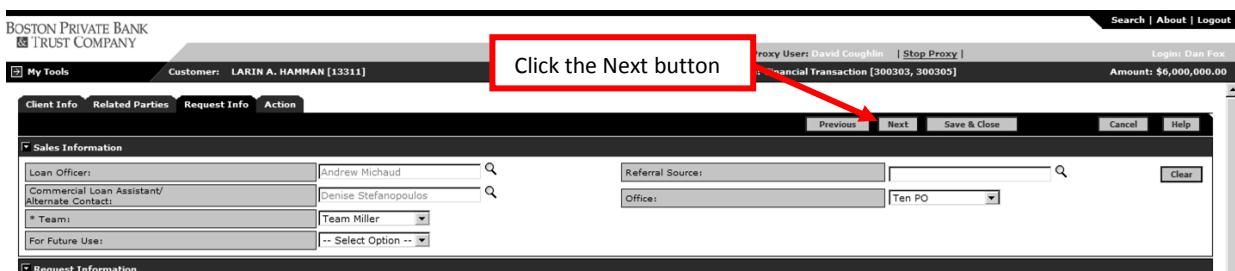 Search | About | Logout
BOSTON PRIVATE BANK
& TRUST COMPANY
Click the Next button
Proxy User: David Coughlin | Stop Proxy |
Login: Dan Fox
My Tools
Customer: LARIN A. HAMMAN [13311]
Financial Transaction [300303, 300305]
Amount: $6,000,000.00
Client Info Related Parties Request Info Action
Previous Next Save & Close Cancel Help
Sales Information
Loan Officer: Andrew Michaud
Referral Source:
Clear
Commercial Loan Assistant/
Alternate Contact: Denise Stefanopoulos
Office: Ten PO
* Team: Team Miller
For Future Use: -- Select Option --
Request Information